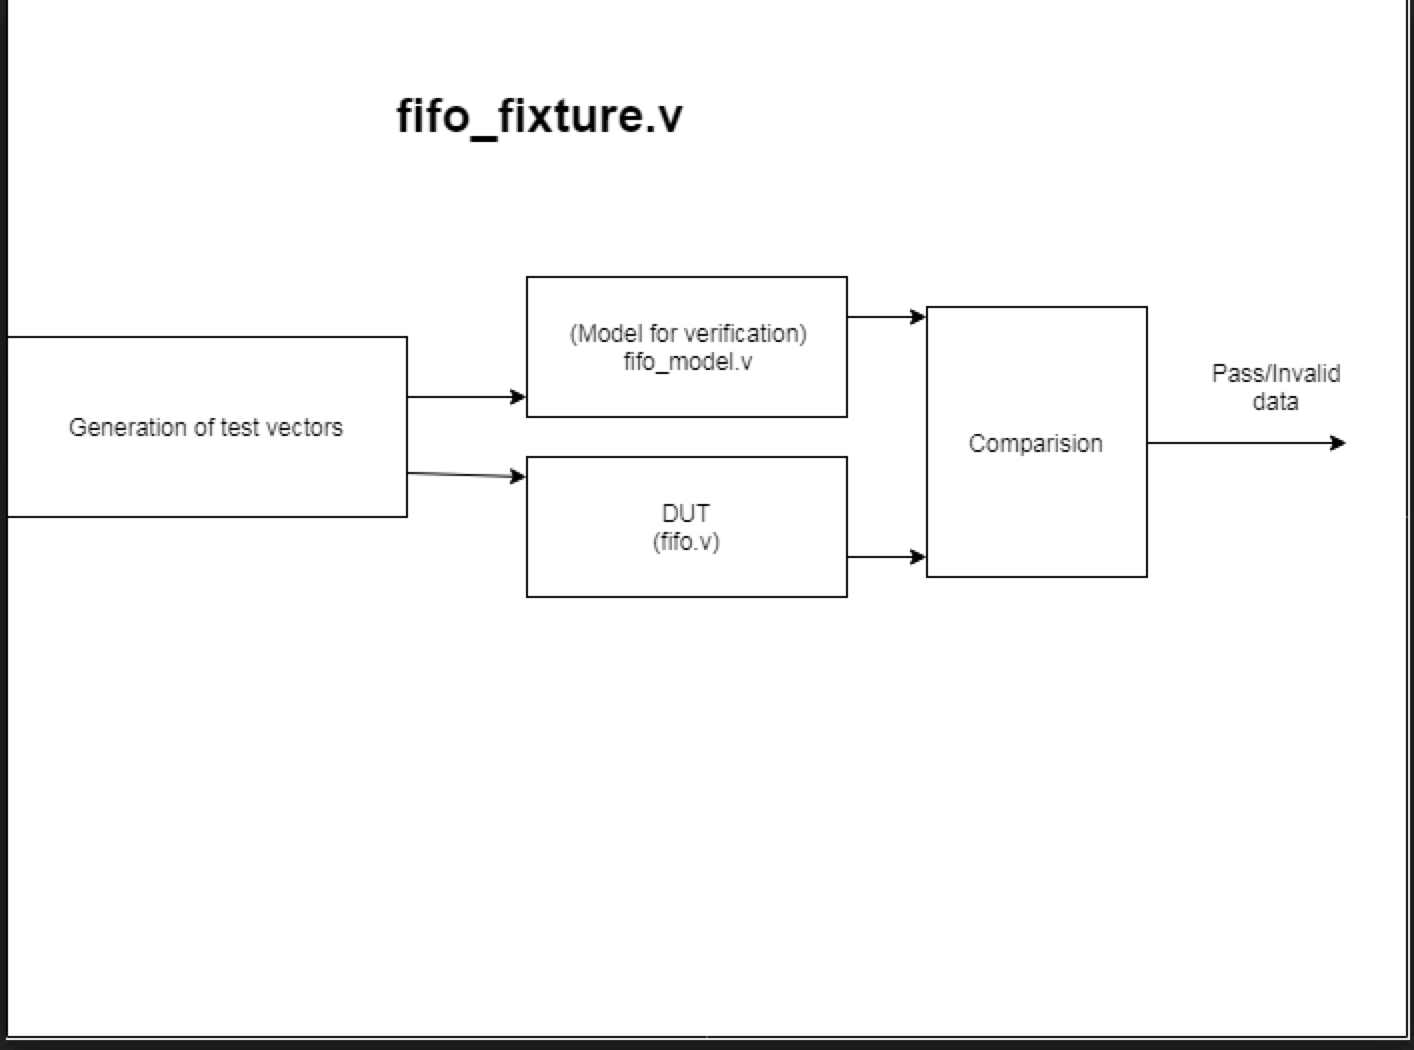 fifo_fixture.v
Generation of test vectors
(Model for verification)
fifo_model.v
DUT
(fifo.v)
Comparision
Pass/Invalid
data